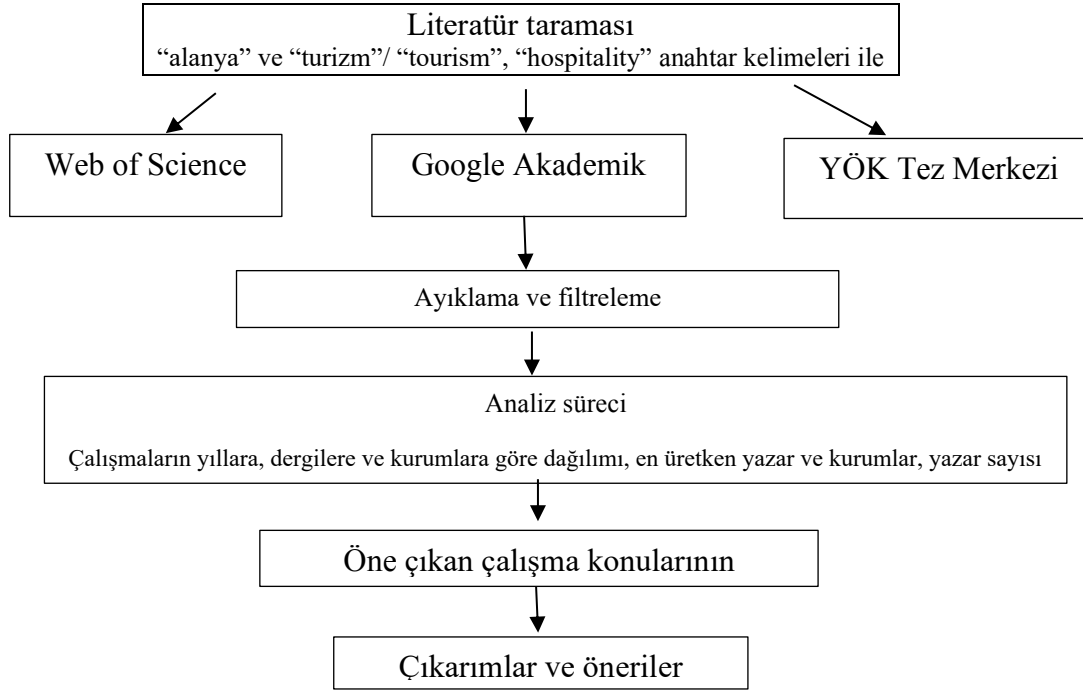 Literatür taraması
“alanya” ve “turizm”/ “tourism”, “hospitality” anahtar kelimeleri ile
Web of Science
Google Akademik
YÖK Tez Merkezi
Ayıklama ve filtreleme
Analiz süreci
Çalışmaların yıllara, dergilere ve kurumlara göre dağılımı, en üretken yazar ve kurumlar, yazar sayısı
Öne çıkan çalışma konularının
Çıkarımlar ve öneriler